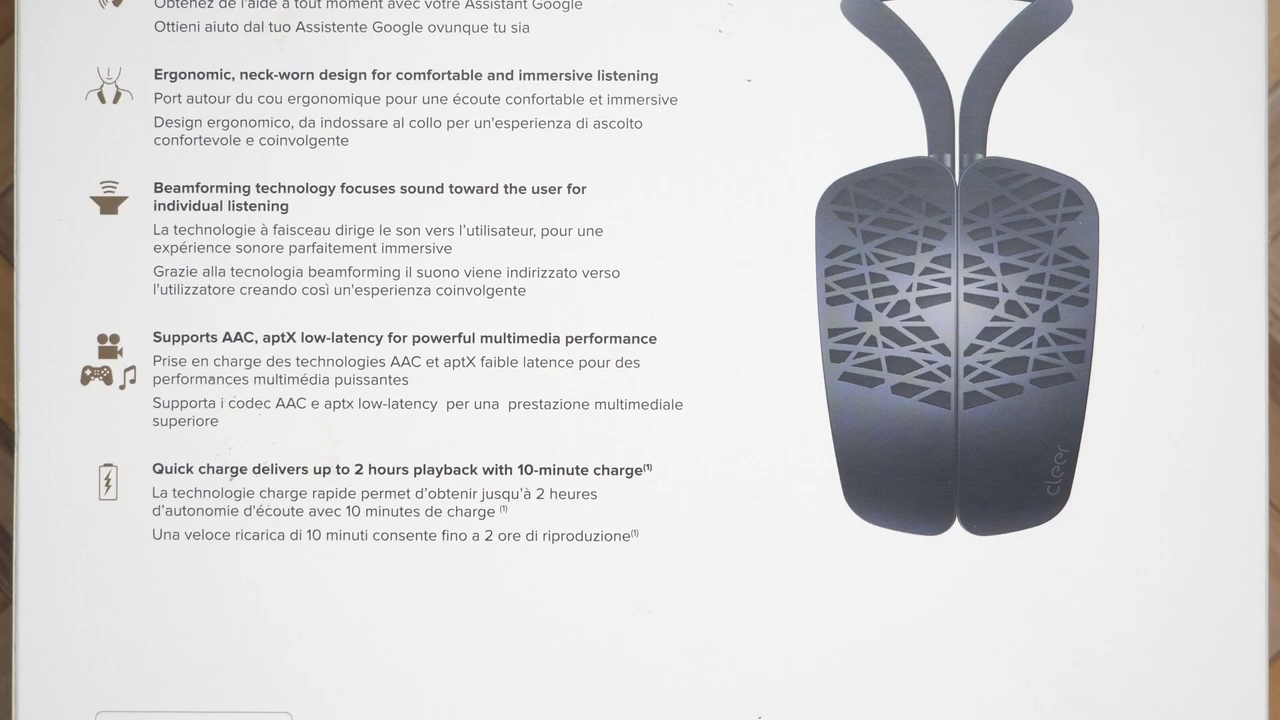 Obtenez de l'aide à tout moment avec votre Assistant Google
Ottieni aiuto dal tuo Assistente Google ovunque tu sia
Ergonomic, neck-worn design for comfortable and immersive listening
Port autour du cou ergonomique pour une écoute confortable et immersive
Design ergonomico, da indossare al collo per un'esperienza di ascolto
confortevole e coinvolgente
Beamforming technology focuses sound toward the user for
individual listening
La technologie à faisceau dirige le son vers l'utilisateur, pour une
expérience sonore parfaitement immersive
Grazie alla tecnologia beamforming il suono viene indirizzato verso
l'utilizzatore creando così un'esperienza coinvolgente
Supports AAC, aptX low-latency for powerful multimedia performance
Prise en charge des technologies AAC et aptX faible latence pour des
performances multimédia puissantes
Supporta i codec AAC e aptx low-latency  per una  prestazione multimediale
superiore
Quick charge delivers up to 2 hours playback with 10-minute charge(1)
La technologie charge rapide permet d'obtenir jusqu'à 2 heures
d'autonomie d'écoute avec 10 minutes de charge (1)
Una veloce ricarica di 10 minuti consente fino a 2 ore di riproduzione(1)
cleer